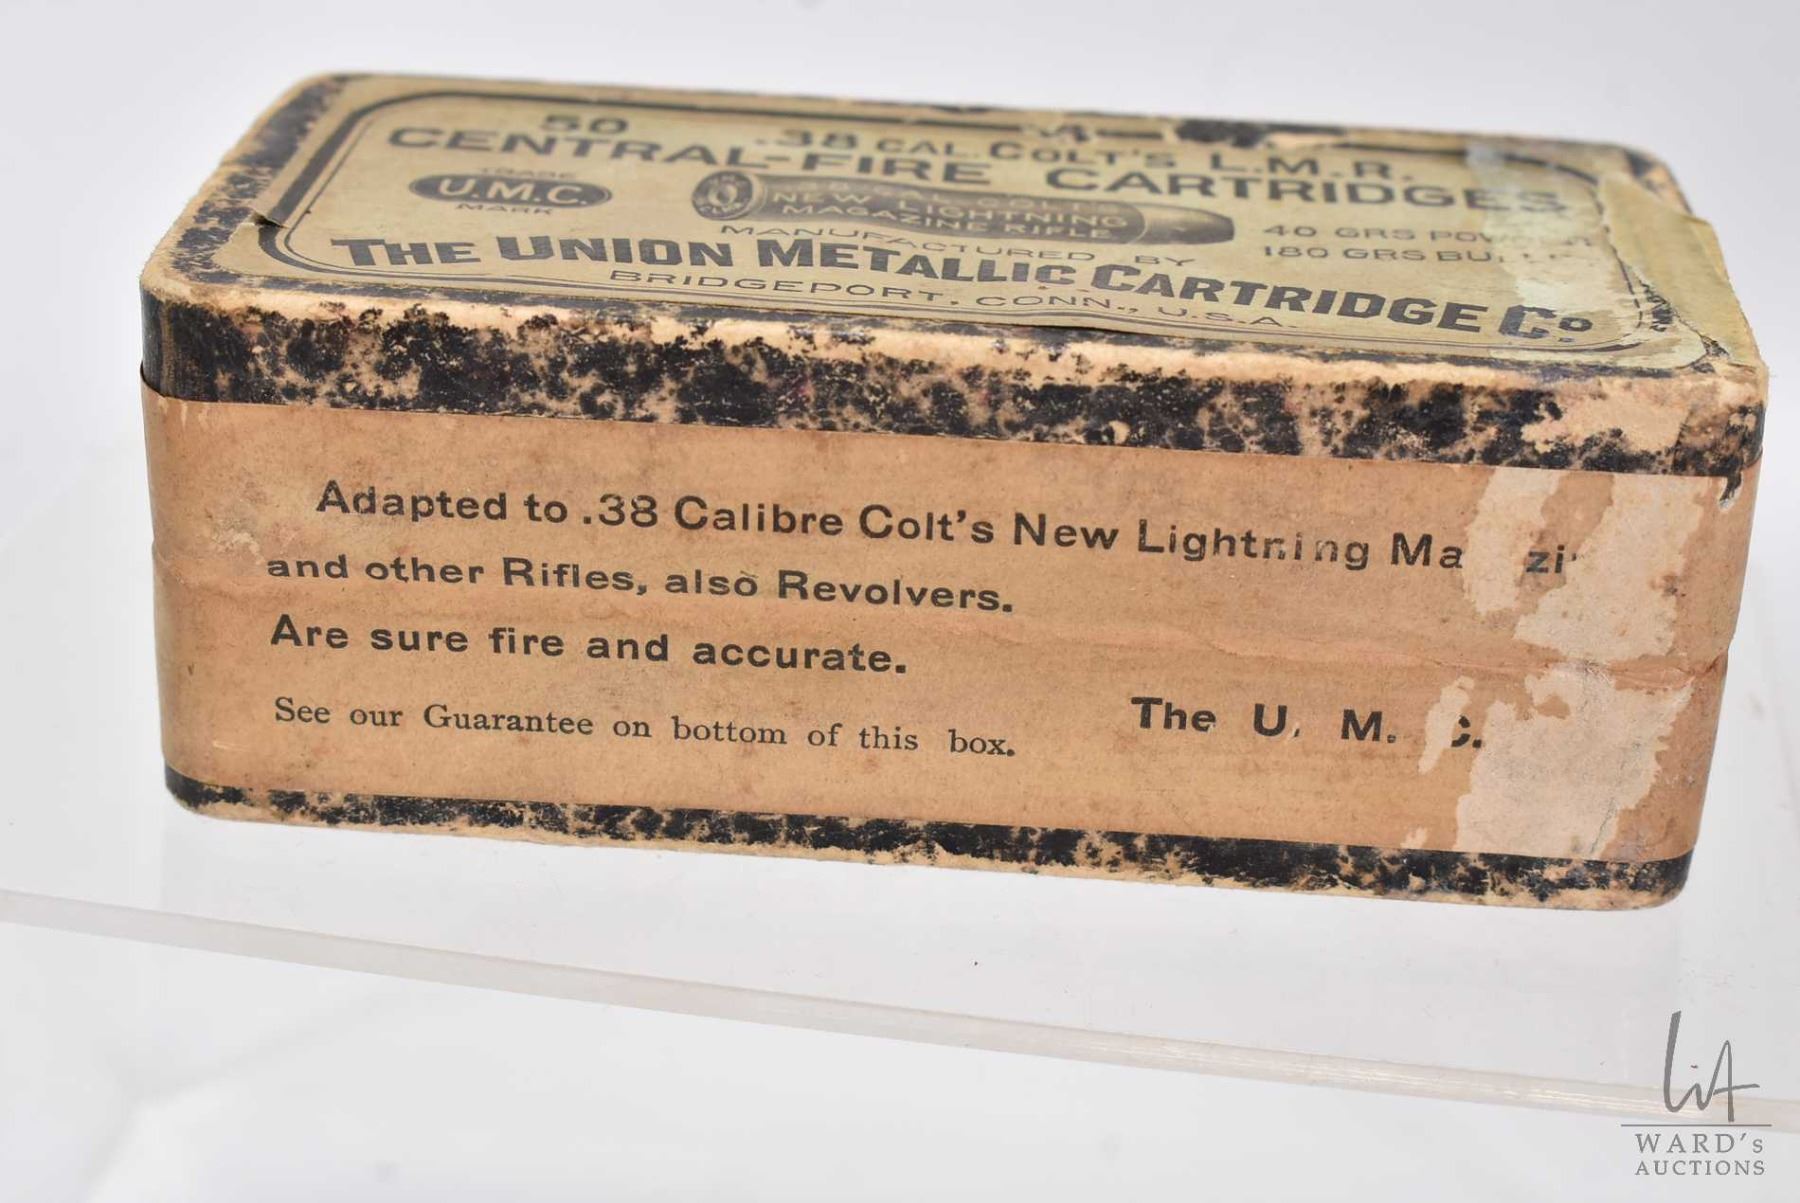 50 .38 CAL. COLT'S L.M.R.
CENTRAL-FIRE CARTRIDGES
TRADE
U.M.C.
MARK
NEW LIGHTNING
MAGAZINE RIFLE
40 GRS
180 GRS
MANUFACTURED BY
THE UNION METALLIC CARTRIDGE Co
BRIDGEPORT, CONN., U.S.A.
Adapted to .38 Calibre Colt's New Lightning Ma zi
and other Rifles, also Revolvers.
Are sure fire and accurate.
See our Guarantee on bottom of this box.
The U. M. C.
WARD's
AUCTIONS